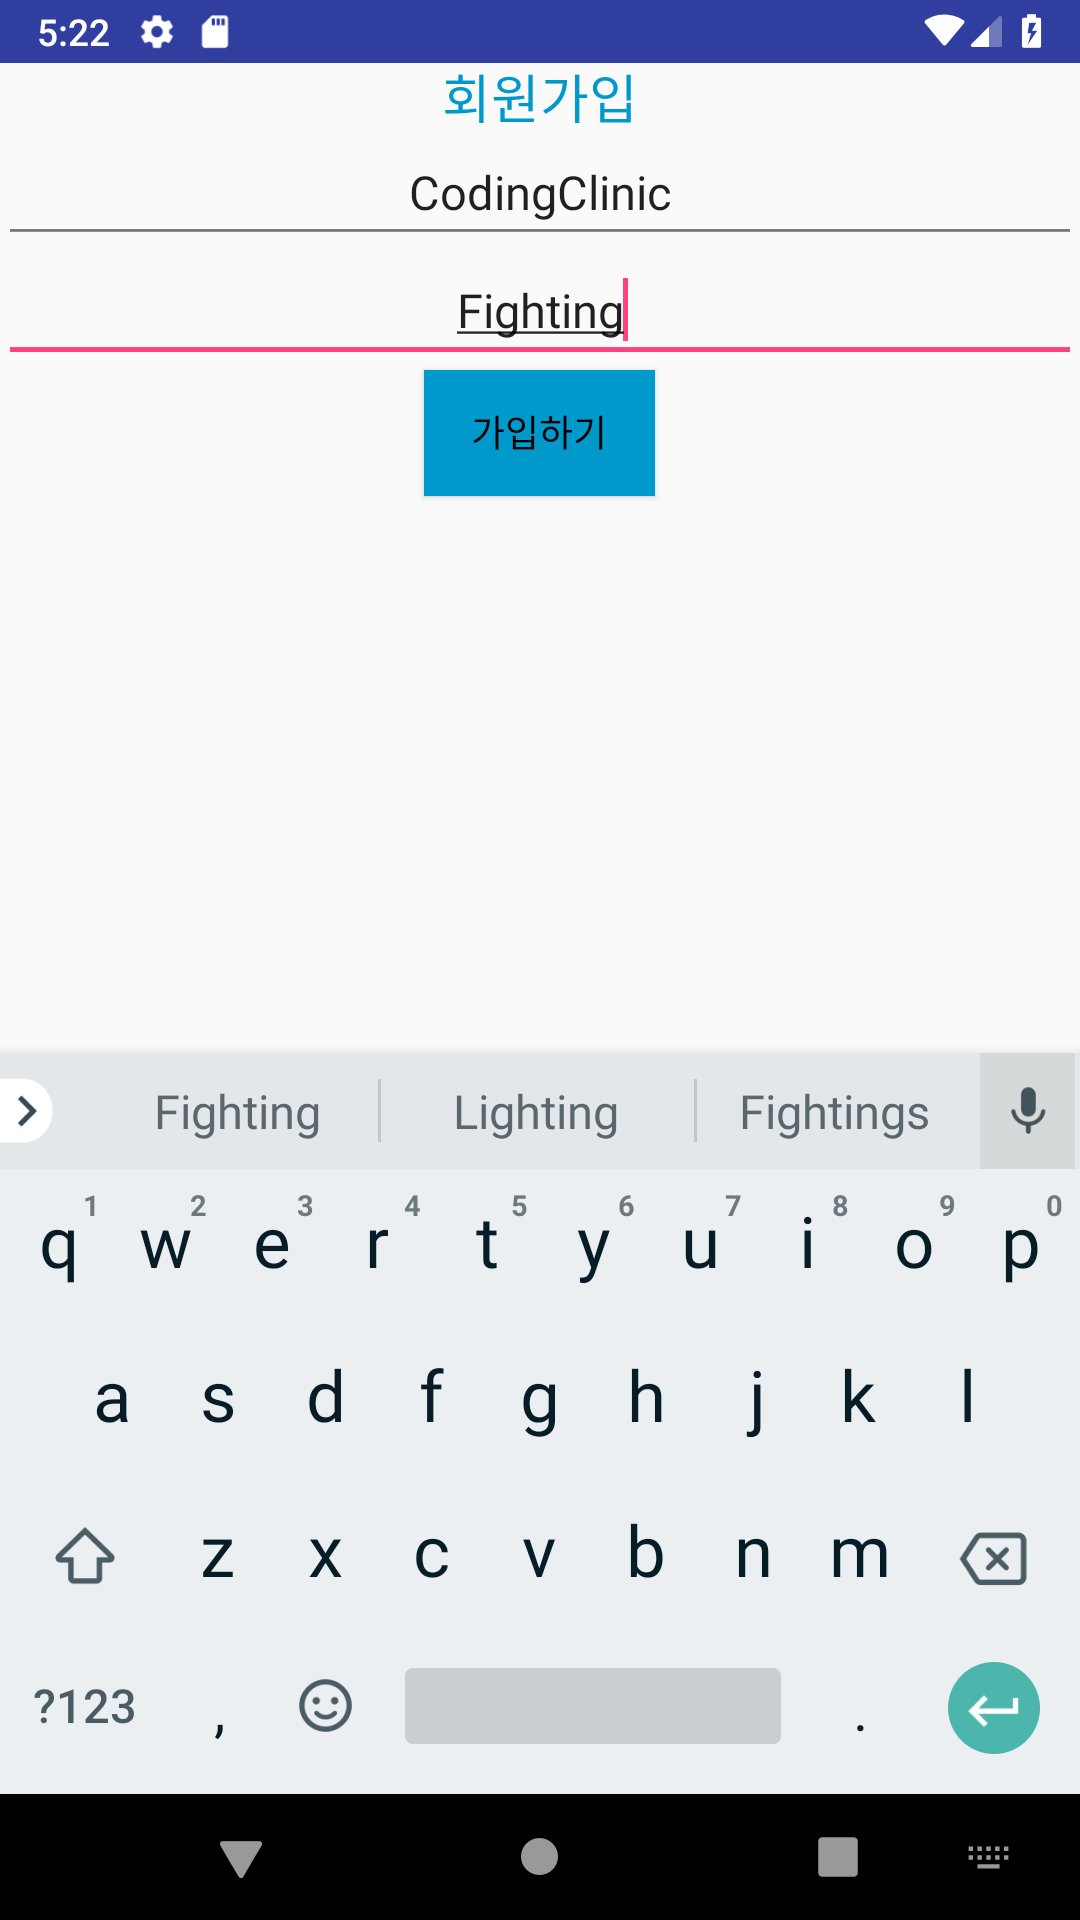 5:22
회원가입
CodingClinic
Fighting
가입하기
Fighting Lighting Fightings
1 2 3 4 5 6 7 8 9 0
q w e r t y u i o p
a s d f g h j k l
z x c v b n m
?123 , .